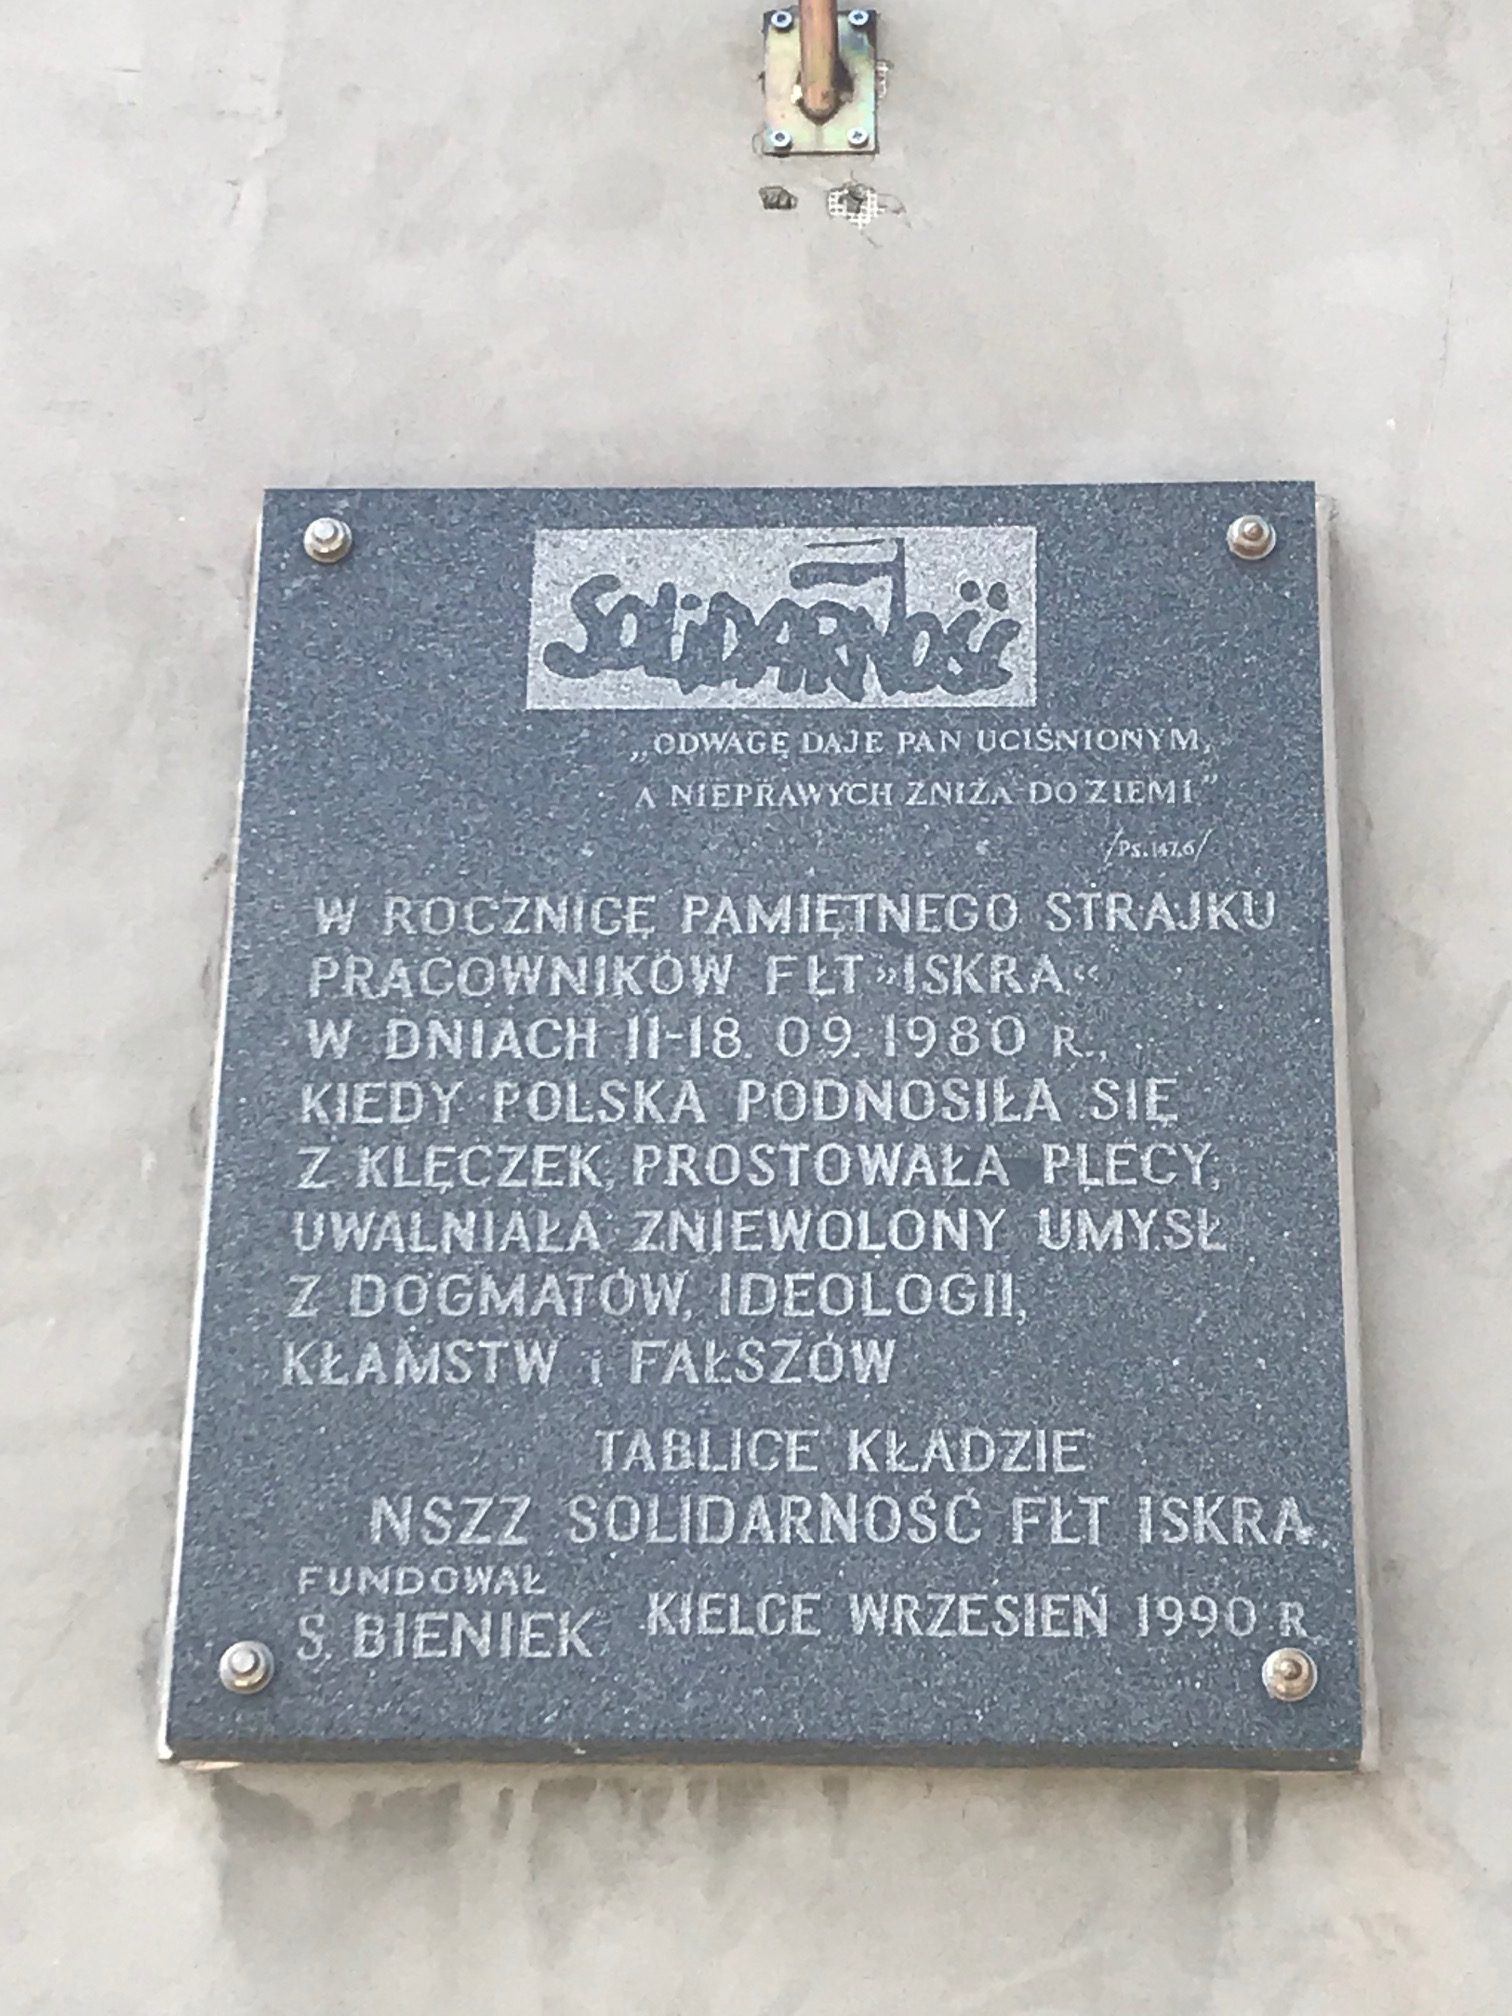 SOLIDARNOŚĆ
„ODWAGĘ DAJE PAN UCIŚNIONYM,
A NIEPRAWYCH ZNIŻA DO ZIEMI”
/Ps. 147,6/
W ROCZNICĘ PAMIĘTNEGO STRAJKU
PRACOWNIKÓW FŁT »ISKRA«
W DNIACH 11-18. 09. 1980 R.,
KIEDY POLSKA PODNOSIŁA SIĘ
Z KLĘCZEK, PROSTOWAŁA PLECY,
UWALNIAŁA ZNIEWOLONY UMYSŁ
Z DOGMATÓW, IDEOLOGII,
KŁAMSTW i FAŁSZÓW
TABLICE KŁADZIE
NSZZ SOLIDARNOŚĆ FŁT ISKRA
FUNDOWAŁ
S. BIENIEK
KIELCE WRZESIEŃ 1990 R